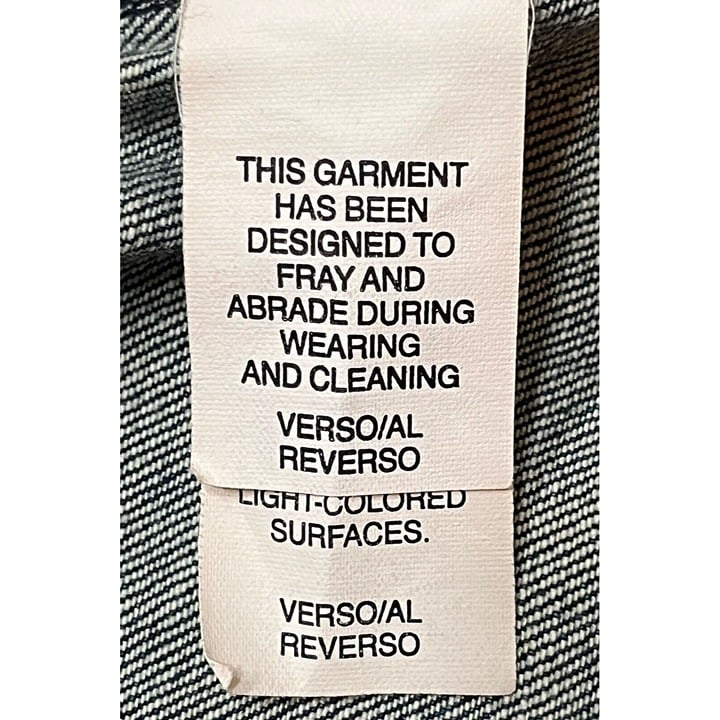 THIS GARMENT
HAS BEEN
DESIGNED TO
FRAY AND
ABRADE DURING
WEARING
AND CLEANING
VERSO/AL
REVERSO
LIGHT-COLORED
SURFACES.
VERSO/AL
REVERSO